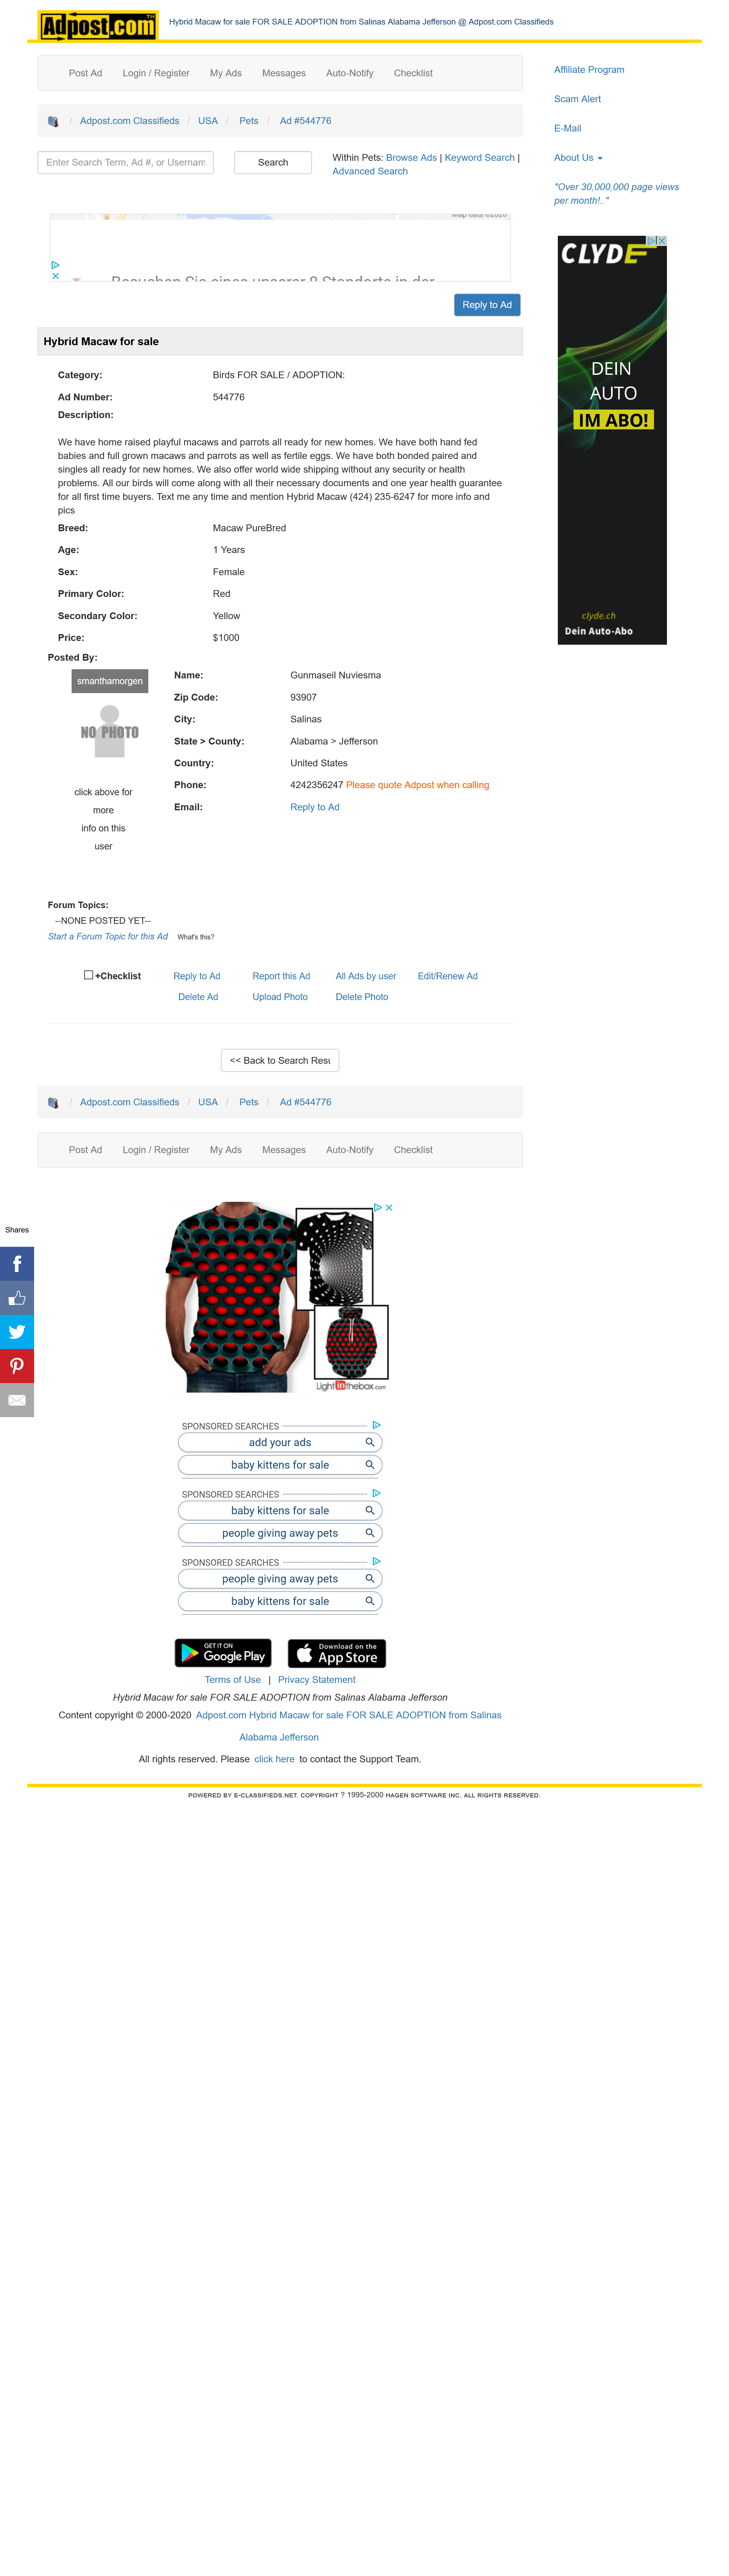 Adpost.com TM
Hybrid Macaw for sale FOR SALE ADOPTION from Salinas Alabama Jefferson @ Adpost.com Classifieds
Post Ad Login / Register My Ads Messages Auto-Notify Checklist
/ Adpost.com Classifieds / USA / Pets / Ad #544776
Enter Search Term, Ad #, or Usernam
Search
Within Pets: Browse Ads | Keyword Search |
Advanced Search
Affiliate Program
Scam Alert
E-Mail
About Us
"Over 30,000,000 page views
per month!.."
Map data ©2020
Besuchen Sie eines unserer 8 Standorte in der
CLYDE
DEIN
AUTO
IM ABO!
clyde.ch
Dein Auto-Abo
Reply to Ad
Hybrid Macaw for sale
Category: Birds FOR SALE / ADOPTION:
Ad Number: 544776
Description:
We have home raised playful macaws and parrots all ready for new homes. We have both hand fed
babies and full grown macaws and parrots as well as fertile eggs. We have both bonded paired and
singles all ready for new homes. We also offer world wide shipping without any security or health
problems. All our birds will come along with all their necessary documents and one year health guarantee
for all first time buyers. Text me any time and mention Hybrid Macaw (424) 235-6247 for more info and
pics
Breed: Macaw PureBred
Age: 1 Years
Sex: Female
Primary Color: Red
Secondary Color: Yellow
Price: $1000
Posted By:
smanthamorgen
NO PHOTO
click above for
more
info on this
user
Name: Gunmaseil Nuviesma
Zip Code: 93907
City: Salinas
State > County: Alabama > Jefferson
Country: United States
Phone: 4242356247 Please quote Adpost when calling
Email: Reply to Ad
Forum Topics:
--NONE POSTED YET--
Start a Forum Topic for this Ad What's this?
+Checklist Reply to Ad Report this Ad All Ads by user Edit/Renew Ad
Delete Ad Upload Photo Delete Photo
<< Back to Search Resu
/ Adpost.com Classifieds / USA / Pets / Ad #544776
Post Ad Login / Register My Ads Messages Auto-Notify Checklist
Shares
LightInthebox.com
SPONSORED SEARCHES
add your ads
baby kittens for sale
SPONSORED SEARCHES
baby kittens for sale
people giving away pets
SPONSORED SEARCHES
people giving away pets
baby kittens for sale
GET IT ON Google Play
Download on the App Store
Terms of Use | Privacy Statement
Hybrid Macaw for sale FOR SALE ADOPTION from Salinas Alabama Jefferson
Content copyright © 2000-2020 Adpost.com Hybrid Macaw for sale FOR SALE ADOPTION from Salinas
Alabama Jefferson
All rights reserved. Please click here to contact the Support Team.
POWERED BY E-CLASSIFIEDS.NET. COPYRIGHT ? 1995-2000 HAGEN SOFTWARE INC. ALL RIGHTS RESERVED.